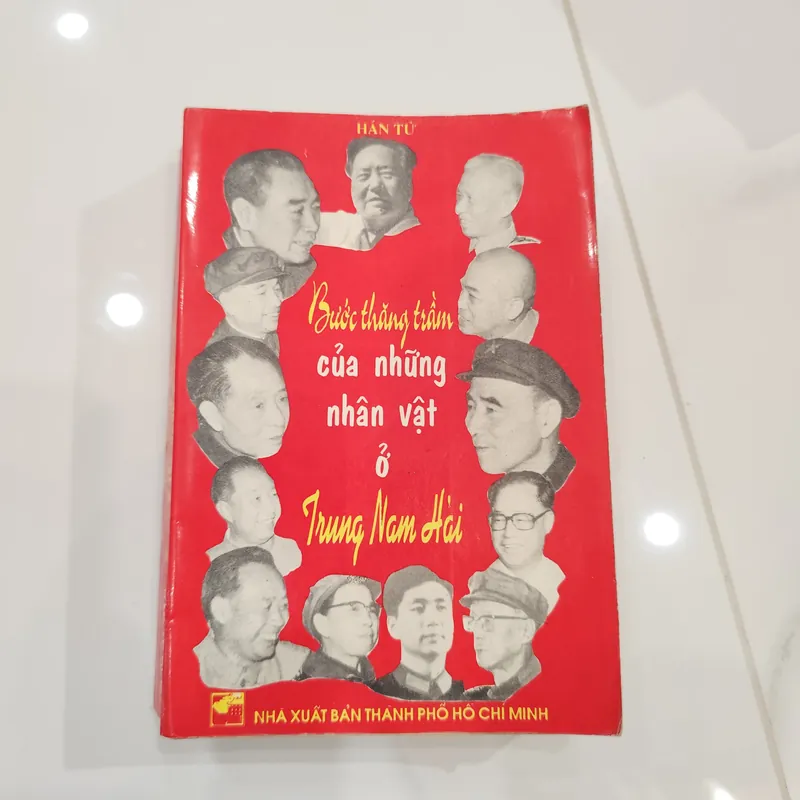 HÀN TỬ
Bước thăng trầm
của những
nhân vật
ở
Trung Nam Hải
NHÀ XUẤT BẢN THÀNH PHỐ HỒ CHÍ MINH